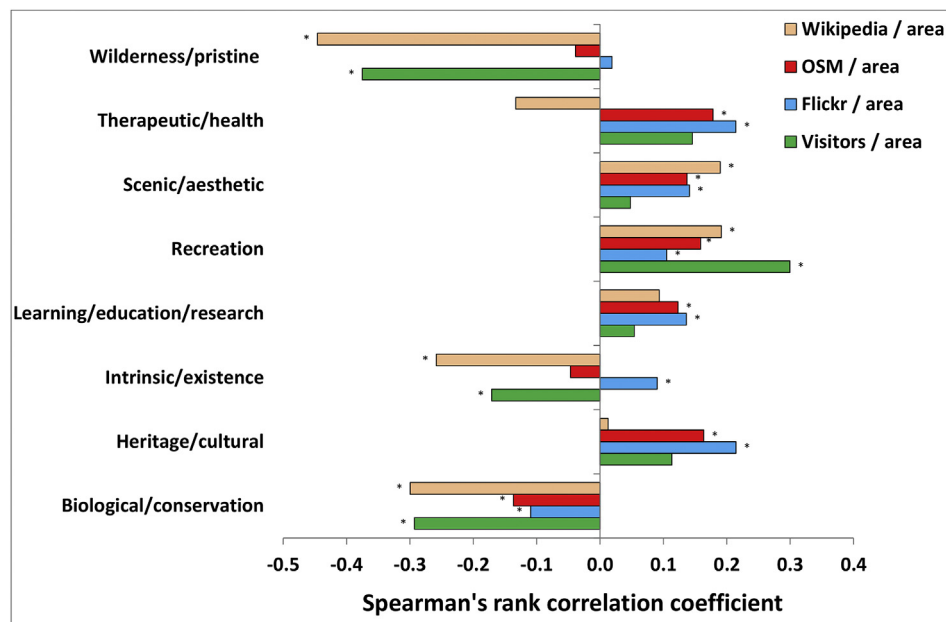 Wikipedia / area
OSM / area
Flickr / area
Visitors / area
Wilderness/pristine
*
*
Therapeutic/health
*
*
Scenic/aesthetic
*
*
*
Recreation
*
*
*
*
Learning/education/research
*
*
Intrinsic/existence
*
*
*
Heritage/cultural
*
*
Biological/conservation
*
*
*
*
-0.5 -0.4 -0.3 -0.2 -0.1 0.0 0.1 0.2 0.3 0.4
Spearman's rank correlation coefficient